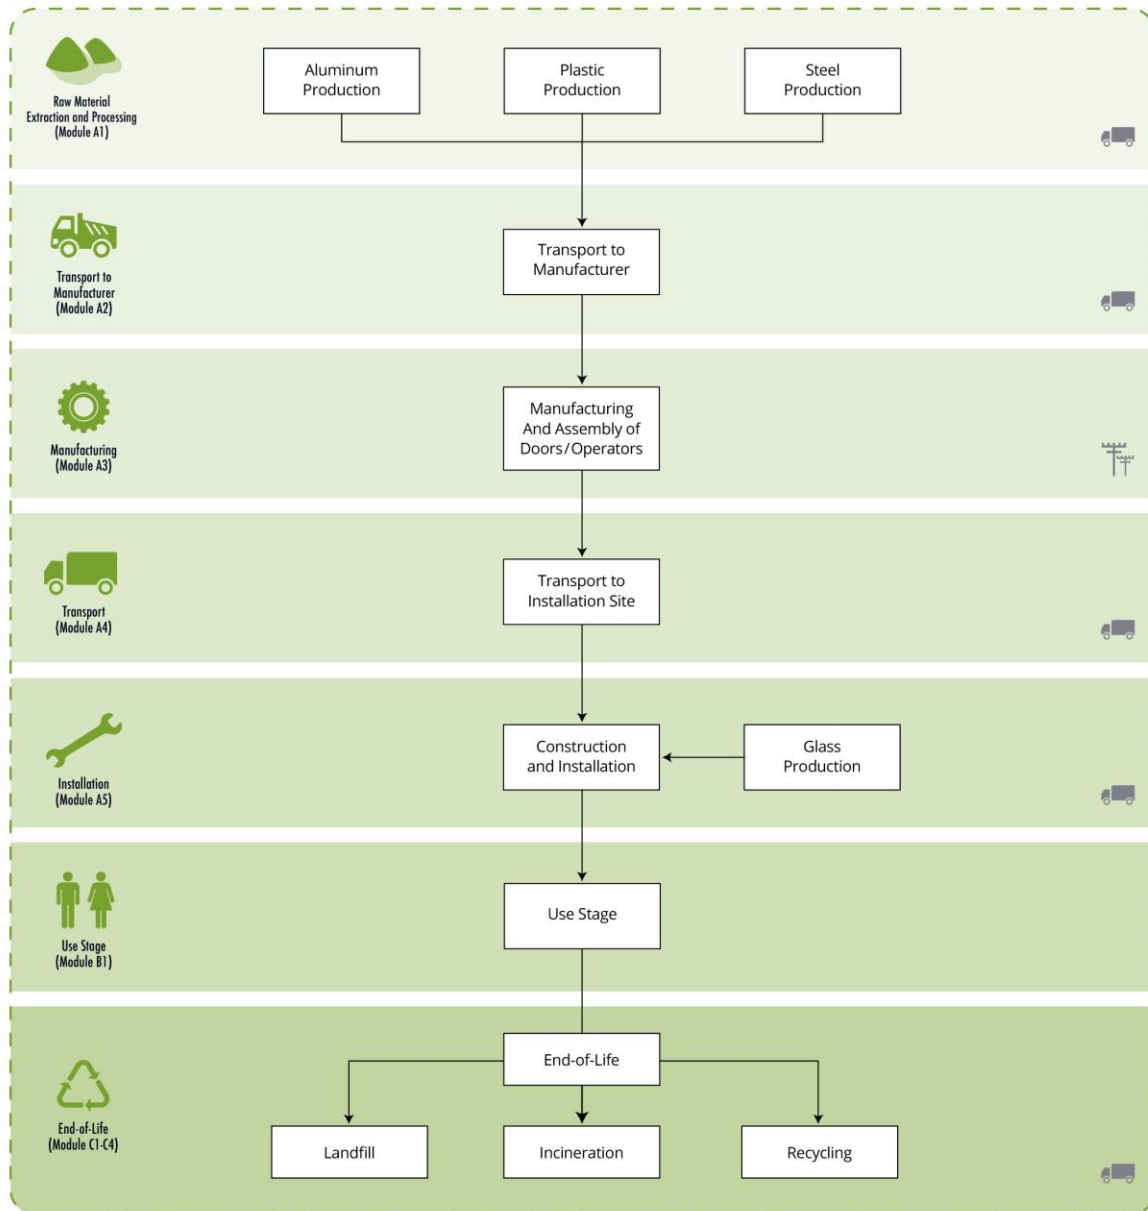 Raw Material
Extraction and Processing
(Module A1)
Aluminum
Production
Plastic
Production
Steel
Production
Transport to
Manufacturer
(Module A2)
Transport to
Manufacturer
Manufacturing
(Module A3)
Manufacturing
And Assembly of
Doors/Operators
Transport
(Module A4)
Transport to
Installation Site
Installation
(Module A5)
Construction
and Installation
Glass
Production
Use Stage
(Module B1)
Use Stage
End-of-Life
(Module C1-C4)
End-of-Life
Landfill
Incineration
Recycling